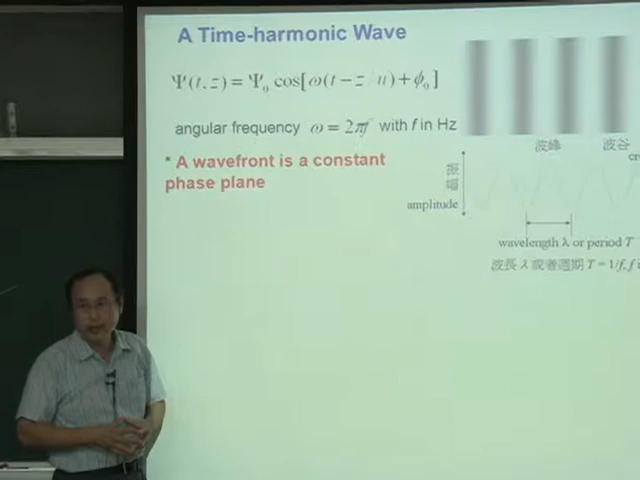 A Time-harmonic Wave
Ψ(t, z) = Ψ₀ cos[ω(t − z/u) + ϕ₀]
angular frequency ω = 2πf with f in Hz
* A wavefront is a constant
phase plane
波峰 波谷
振幅
amplitude
wavelength λ or period T
波長 λ 或者週期 T = 1/f, f